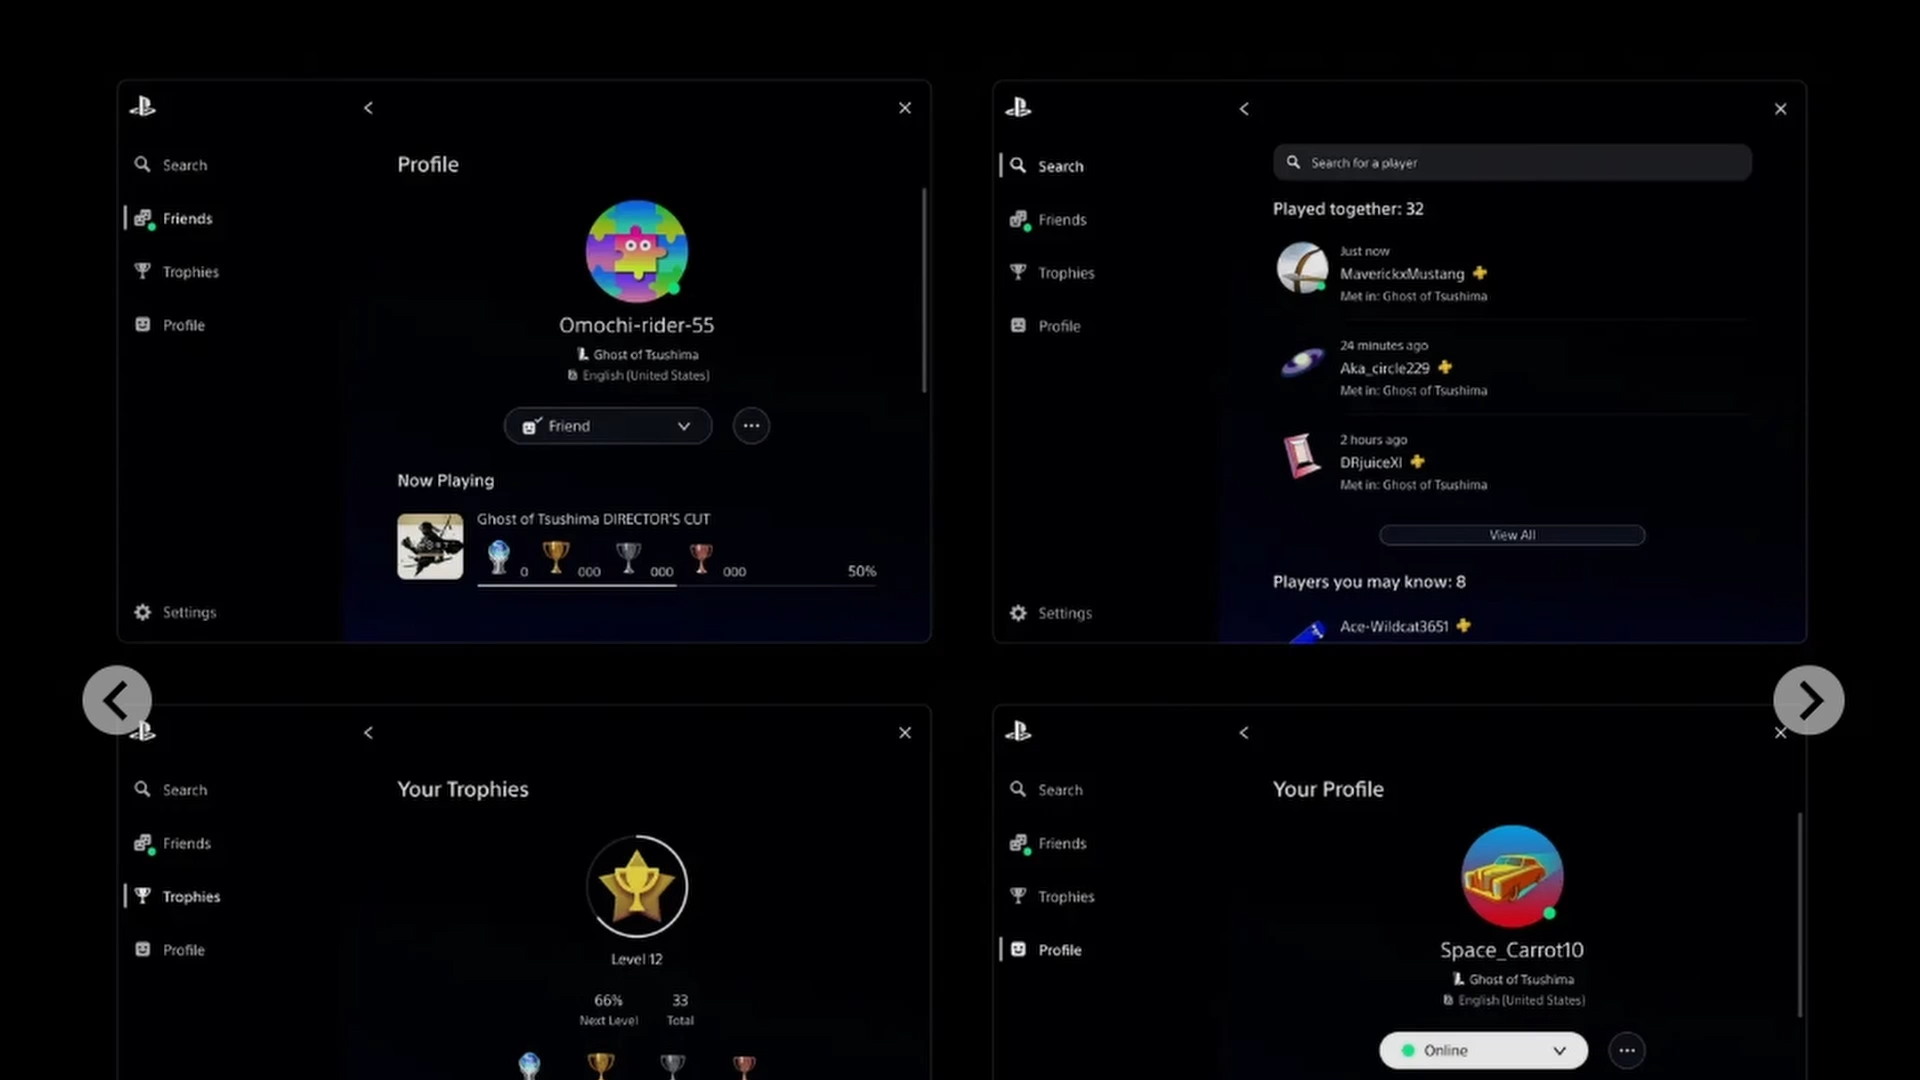 Search
Friends
Trophies
Profile
Settings
Profile
Omochi-rider-55
Ghost of Tsushima
English (United States)
Friend
Now Playing
Ghost of Tsushima DIRECTOR'S CUT
0 000 000 000 50%
Search
Friends
Trophies
Profile
Settings
Search for a player
Played together: 32
Just now
MaverickxMustang
Met in: Ghost of Tsushima
24 minutes ago
Aka_circle229
Met in: Ghost of Tsushima
2 hours ago
DRjuiceXI
Met in: Ghost of Tsushima
View All
Players you may know: 8
Ace-Wildcat3651
Search
Friends
Trophies
Profile
Your Trophies
Level 12
66% 33
Next Level Total
Search
Friends
Trophies
Profile
Your Profile
Space_Carrot10
Ghost of Tsushima
English (United States)
Online